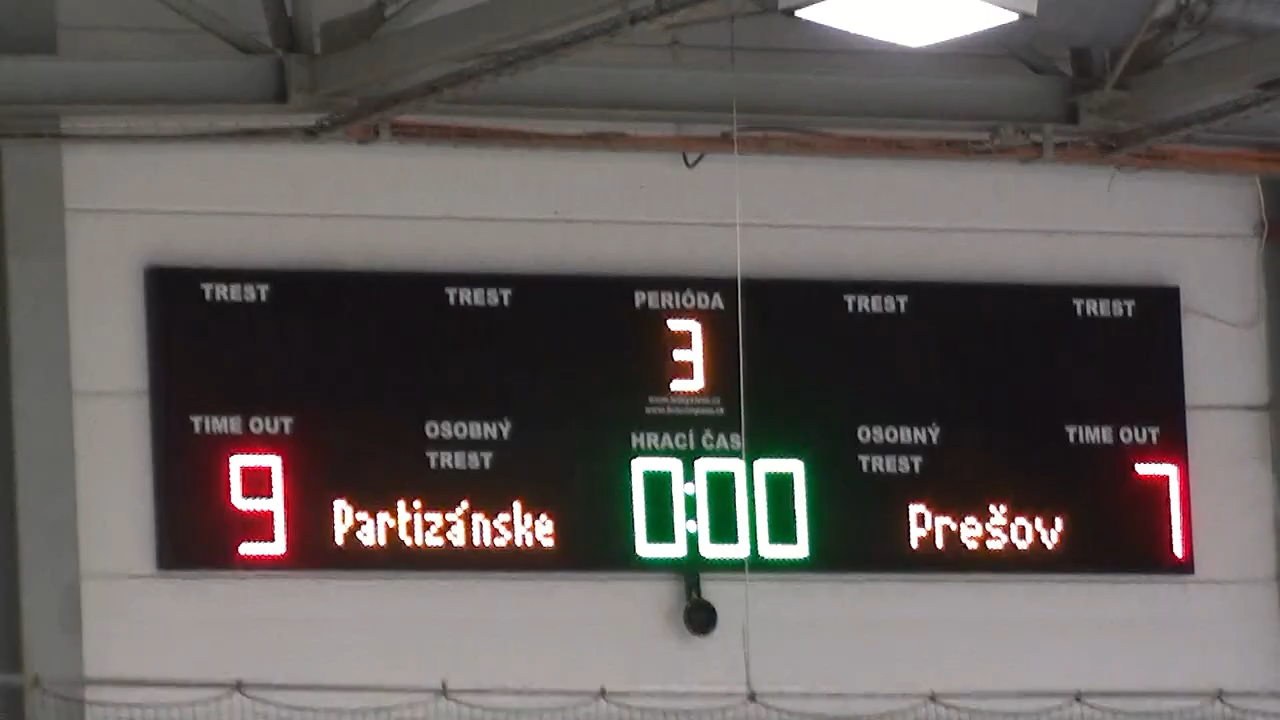 TREST TREST PERIÓDA TREST TREST
3
TIME OUT OSOBNÝ TREST HRACÍ ČAS OSOBNÝ TREST TIME OUT
9 Partizánske 0:00 Prešov 7